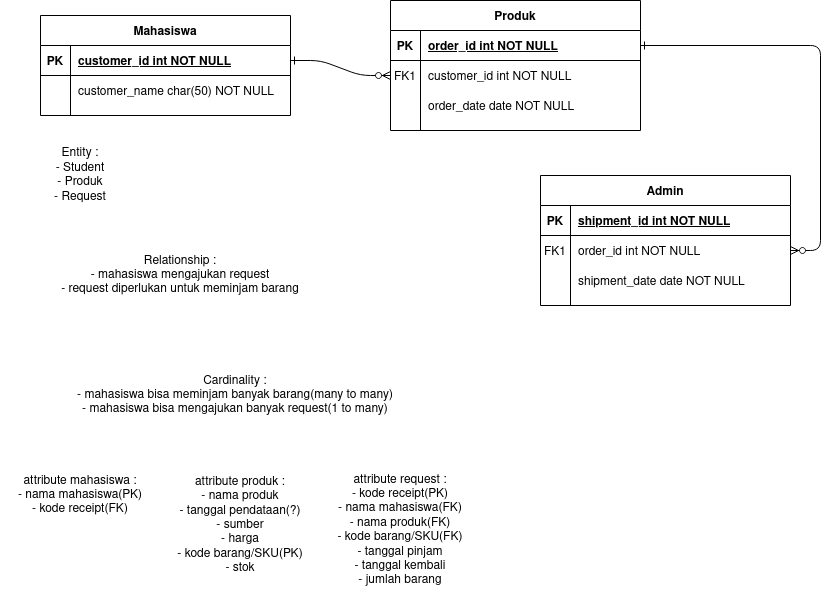 Mahasiswa
PK customer_id int NOT NULL
customer_name char(50) NOT NULL
Produk
PK order_id int NOT NULL
FK1 customer_id int NOT NULL
order_date date NOT NULL
Admin
PK shipment_id int NOT NULL
FK1 order_id int NOT NULL
shipment_date date NOT NULL
Entity :
- Student
- Produk
- Request
Relationship :
- mahasiswa mengajukan request
- request diperlukan untuk meminjam barang
Cardinality :
- mahasiswa bisa meminjam banyak barang(many to many)
- mahasiswa bisa mengajukan banyak request(1 to many)
attribute mahasiswa :
- nama mahasiswa(PK)
- kode receipt(FK)
attribute produk :
- nama produk
- tanggal pendataan(?)
- sumber
- harga
- kode barang/SKU(PK)
- stok
attribute request :
- kode receipt(PK)
- nama mahasiswa(FK)
- nama produk(FK)
- kode barang/SKU(FK)
- tanggal pinjam
- tanggal kembali
- jumlah barang